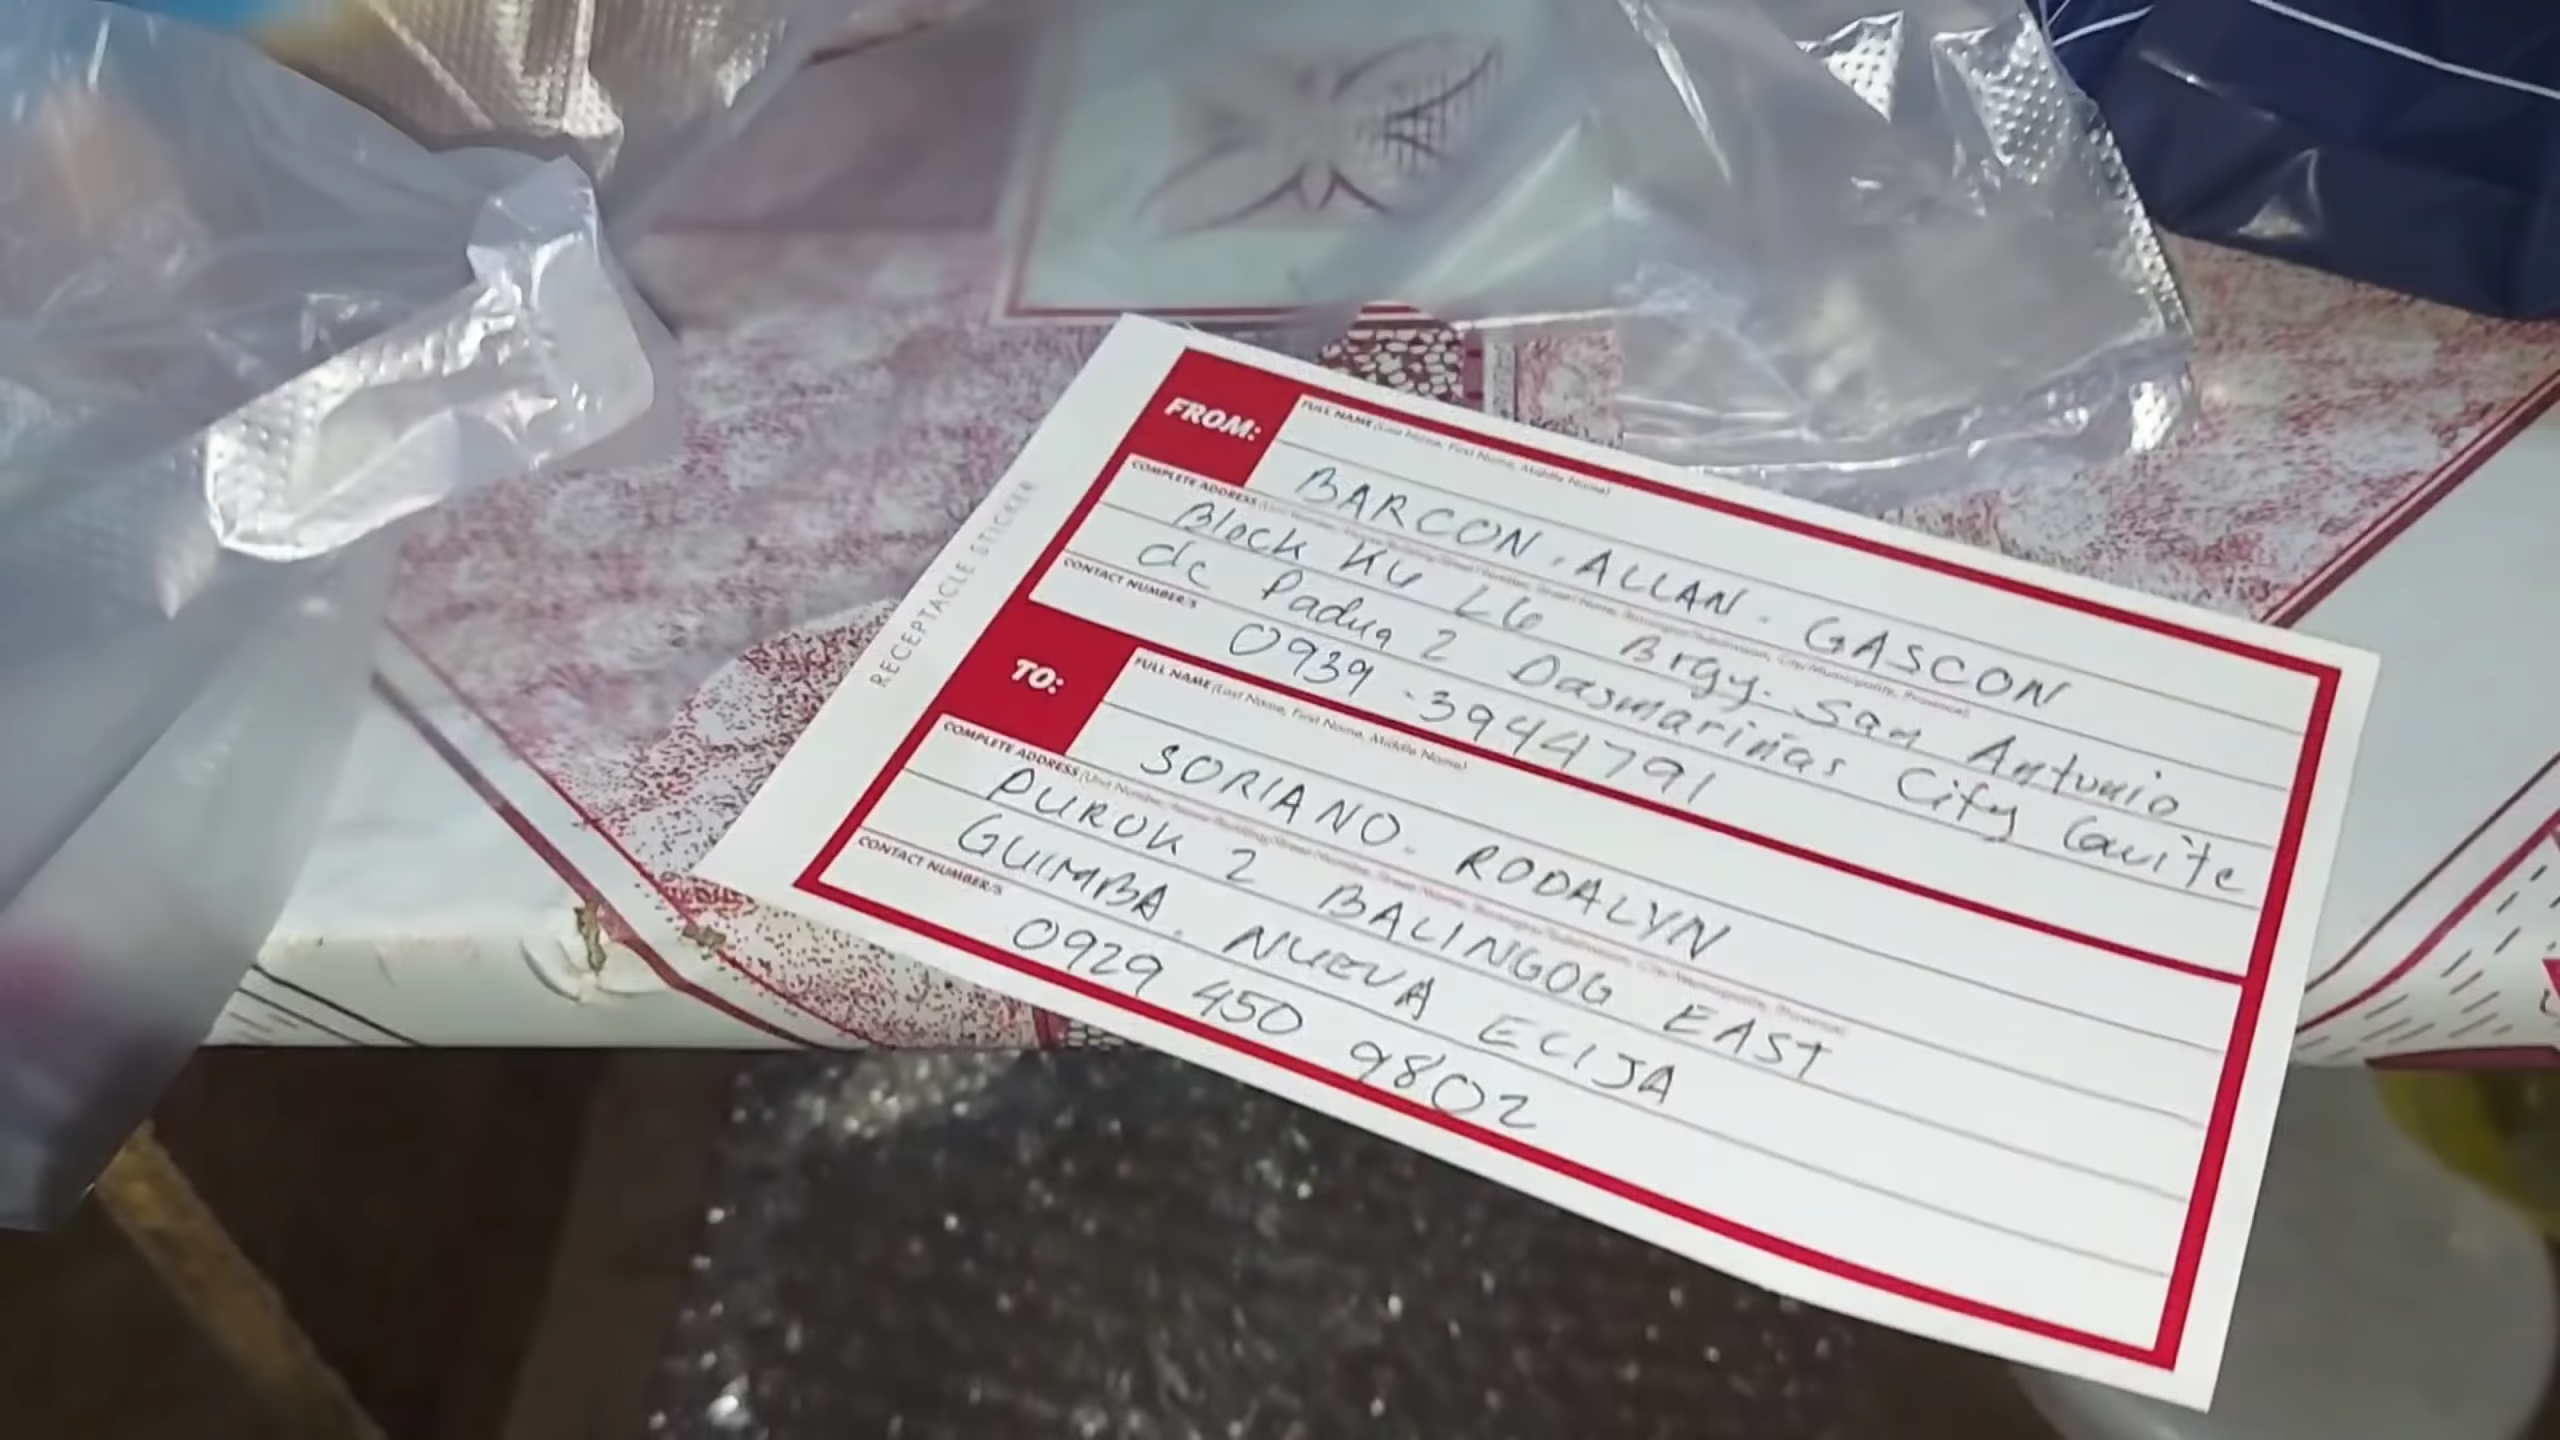 RECEPTACLE STICKER
FROM:
FULL NAME (Last Name, First Name, Middle Name)
BARCON. ALLAN. GASCON
COMPLETE ADDRESS
Block K6 L6 Brgy. San Antonio
de Padua 2 Dasmariñas City Cavite
CONTACT NUMBER/S
0939 -3944791
TO:
FULL NAME (Last Name, First Name, Middle Name)
SORIANO. RODALYN
COMPLETE ADDRESS
PUROK 2 BALINGOG EAST
GUIMBA. NUEVA ECIJA
CONTACT NUMBER/S
0929 450 9802